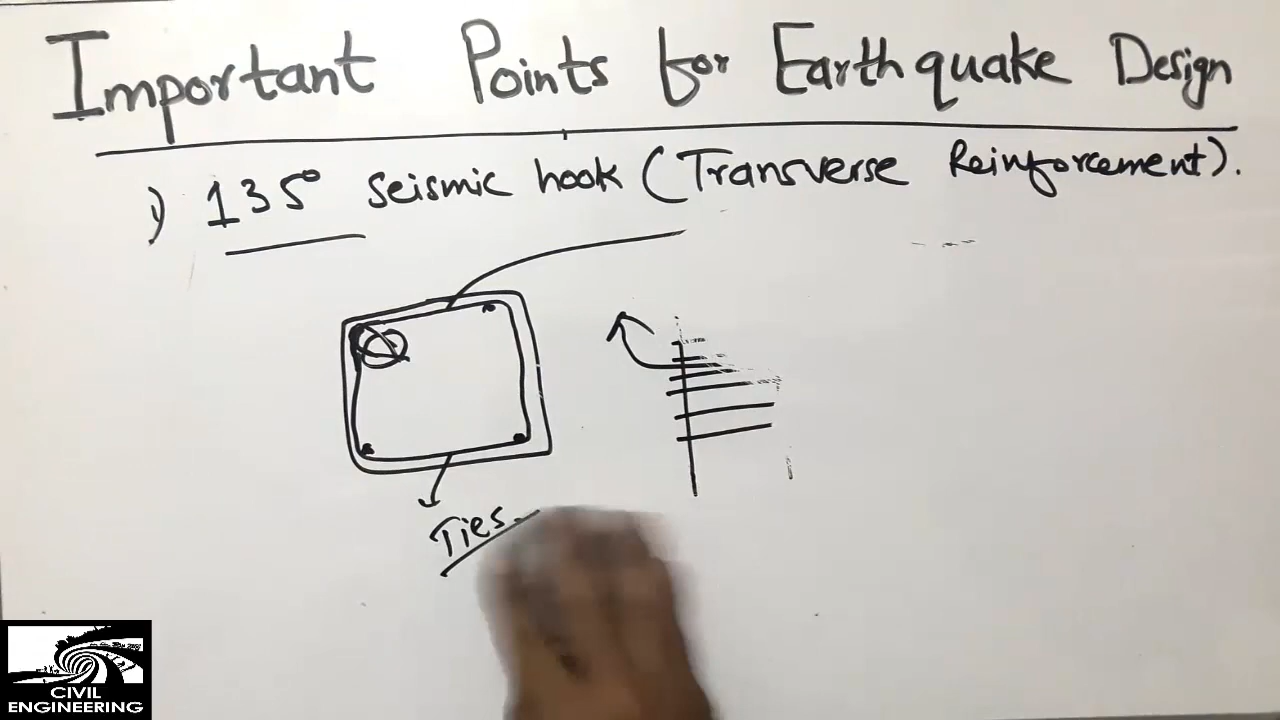 Important Points for Earthquake Design
1) 135° seismic hook (Transverse Reinforcement).
Ties
CIVIL
ENGINEERING